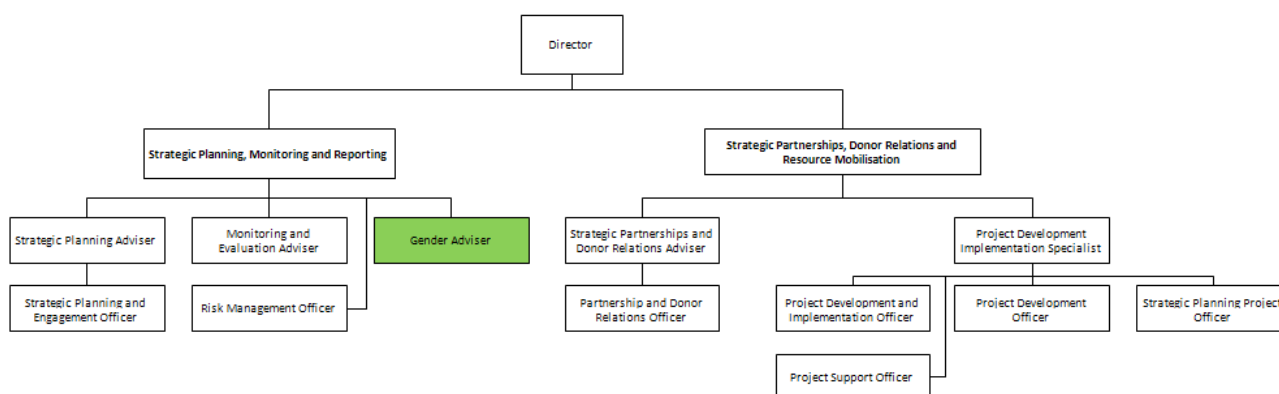 Director
Strategic Planning, Monitoring and Reporting
Strategic Partnerships, Donor Relations and
Resource Mobilisation
Strategic Planning Adviser
Monitoring and
Evaluation Adviser
Gender Adviser
Strategic Partnerships and
Donor Relations Adviser
Project Development
Implementation Specialist
Strategic Planning and
Engagement Officer
Risk Management Officer
Partnership and Donor
Relations Officer
Project Development and
Implementation Officer
Project Development
Officer
Strategic Planning Project
Officer
Project Support Officer